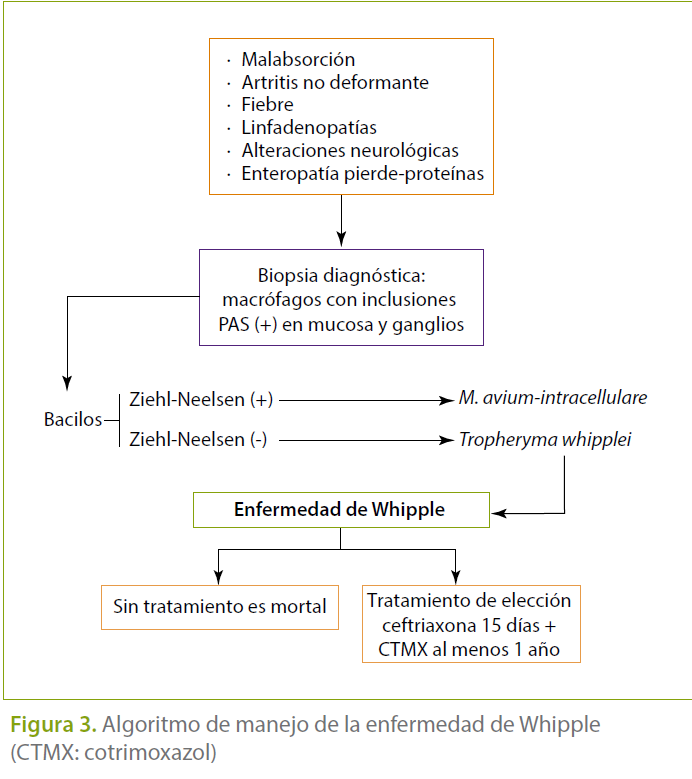 · Malabsorción
· Artritis no deformante
· Fiebre
· Linfadenopatías
· Alteraciones neurológicas
· Enteropatía pierde-proteínas
Biopsia diagnóstica:
macrófagos con inclusiones
PAS (+) en mucosa y ganglios
Bacilos
Ziehl-Neelsen (+)
M. avium-intracellulare
Ziehl-Neelsen (-)
Tropheryma whipplei
Enfermedad de Whipple
Sin tratamiento es mortal
Tratamiento de elección
ceftriaxona 15 días +
CTMX al menos 1 año
Figura 3. Algoritmo de manejo de la enfermedad de Whipple
(CTMX: cotrimoxazol)